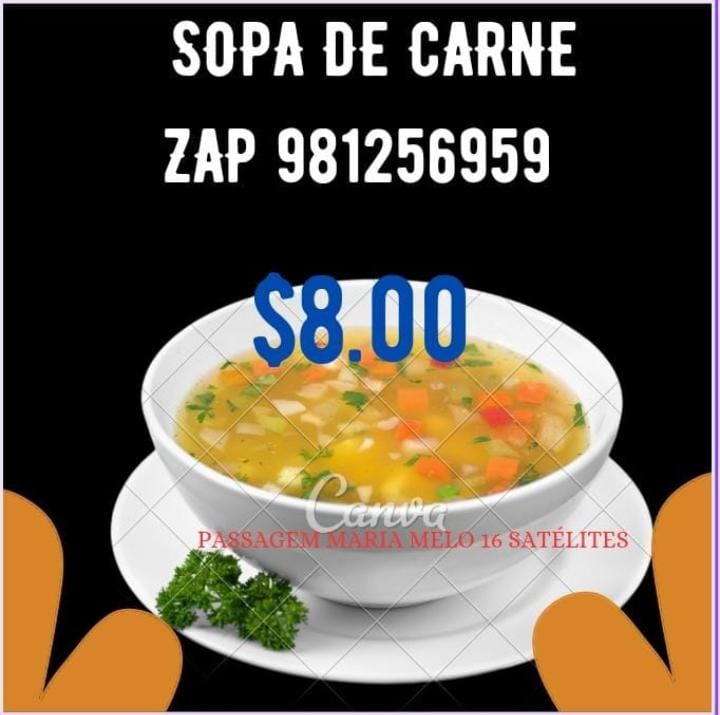 SOPA DE CARNE
ZAP 981256959
$8.00
Canva
PASSAGEM MARIA MELO 16 SATÉLITES